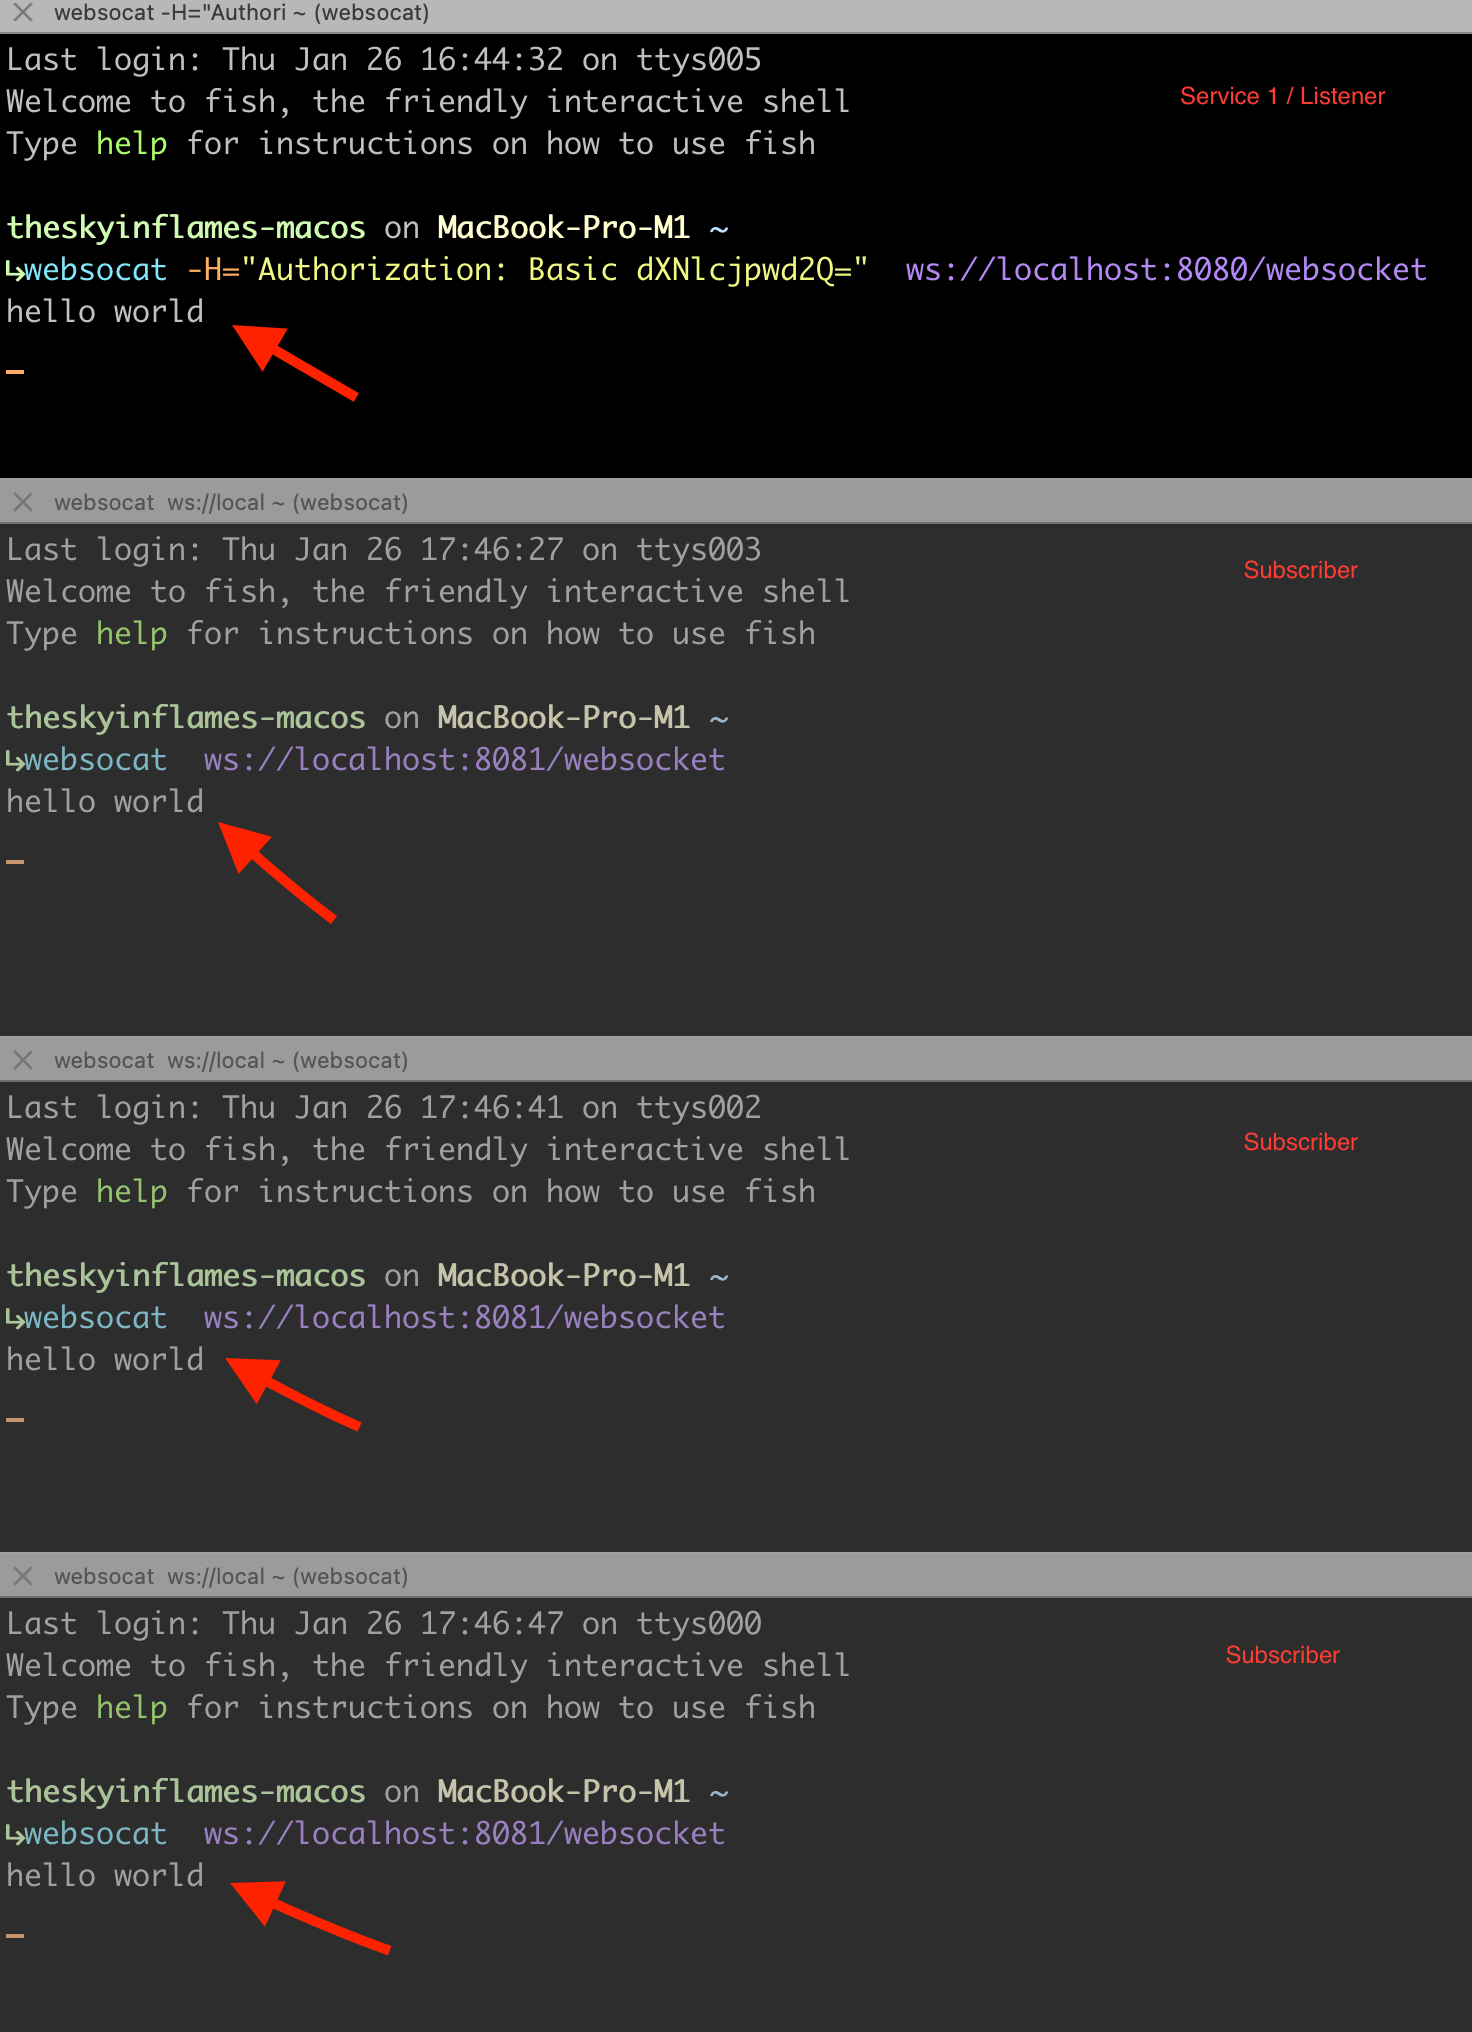 websocat -H="Authori ~ (websocat)
Last login: Thu Jan 26 16:44:32 on ttys005
Welcome to fish, the friendly interactive shell
Service 1 / Listener
Type help for instructions on how to use fish
theskyinflames-macos on MacBook-Pro-M1 ~
↳websocat -H="Authorization: Basic dXNlcjpwd2Q="  ws://localhost:8080/websocket
hello world
websocat  ws://local ~ (websocat)
Last login: Thu Jan 26 17:46:27 on ttys003
Subscriber
Welcome to fish, the friendly interactive shell
Type help for instructions on how to use fish
theskyinflames-macos on MacBook-Pro-M1 ~
↳websocat  ws://localhost:8081/websocket
hello world
websocat  ws://local ~ (websocat)
Last login: Thu Jan 26 17:46:41 on ttys002
Welcome to fish, the friendly interactive shell
Subscriber
Type help for instructions on how to use fish
theskyinflames-macos on MacBook-Pro-M1 ~
↳websocat  ws://localhost:8081/websocket
hello world
websocat  ws://local ~ (websocat)
Last login: Thu Jan 26 17:46:47 on ttys000
Welcome to fish, the friendly interactive shell
Subscriber
Type help for instructions on how to use fish
theskyinflames-macos on MacBook-Pro-M1 ~
↳websocat  ws://localhost:8081/websocket
hello world